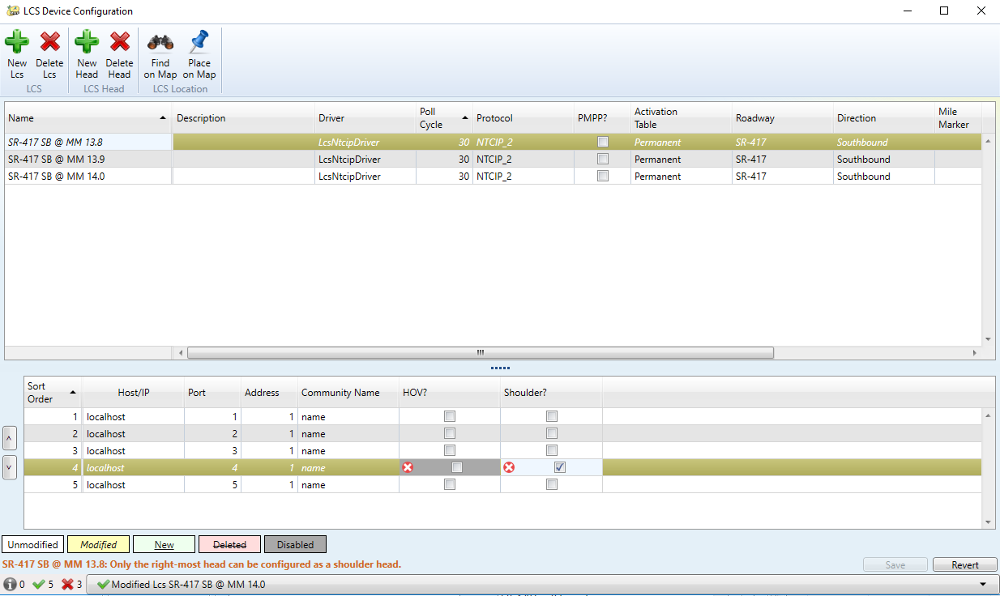 LCS Device Configuration
New Lcs
Delete Lcs
New Head
Delete Head
Find on Map
Place on Map
LCS
LCS Head
LCS Location
Name Description Driver Poll Cycle Protocol PMPP? Activation Table Roadway Direction Mile Marker
SR-417 SB @ MM 13.8 LcsNtcipDriver 30 NTCIP_2 Permanent SR-417 Southbound
SR-417 SB @ MM 13.9 LcsNtcipDriver 30 NTCIP_2 Permanent SR-417 Southbound
SR-417 SB @ MM 14.0 LcsNtcipDriver 30 NTCIP_2 Permanent SR-417 Southbound
Sort Order Host/IP Port Address Community Name HOV? Shoulder?
1 localhost 1 1 name
2 localhost 2 1 name
3 localhost 3 1 name
4 localhost 4 1 name
5 localhost 5 1 name
Unmodified Modified New Deleted Disabled
SR-417 SB @ MM 13.8: Only the right-most head can be configured as a shoulder head.
Save Revert
0 5 3 Modified Lcs SR-417 SB @ MM 14.0